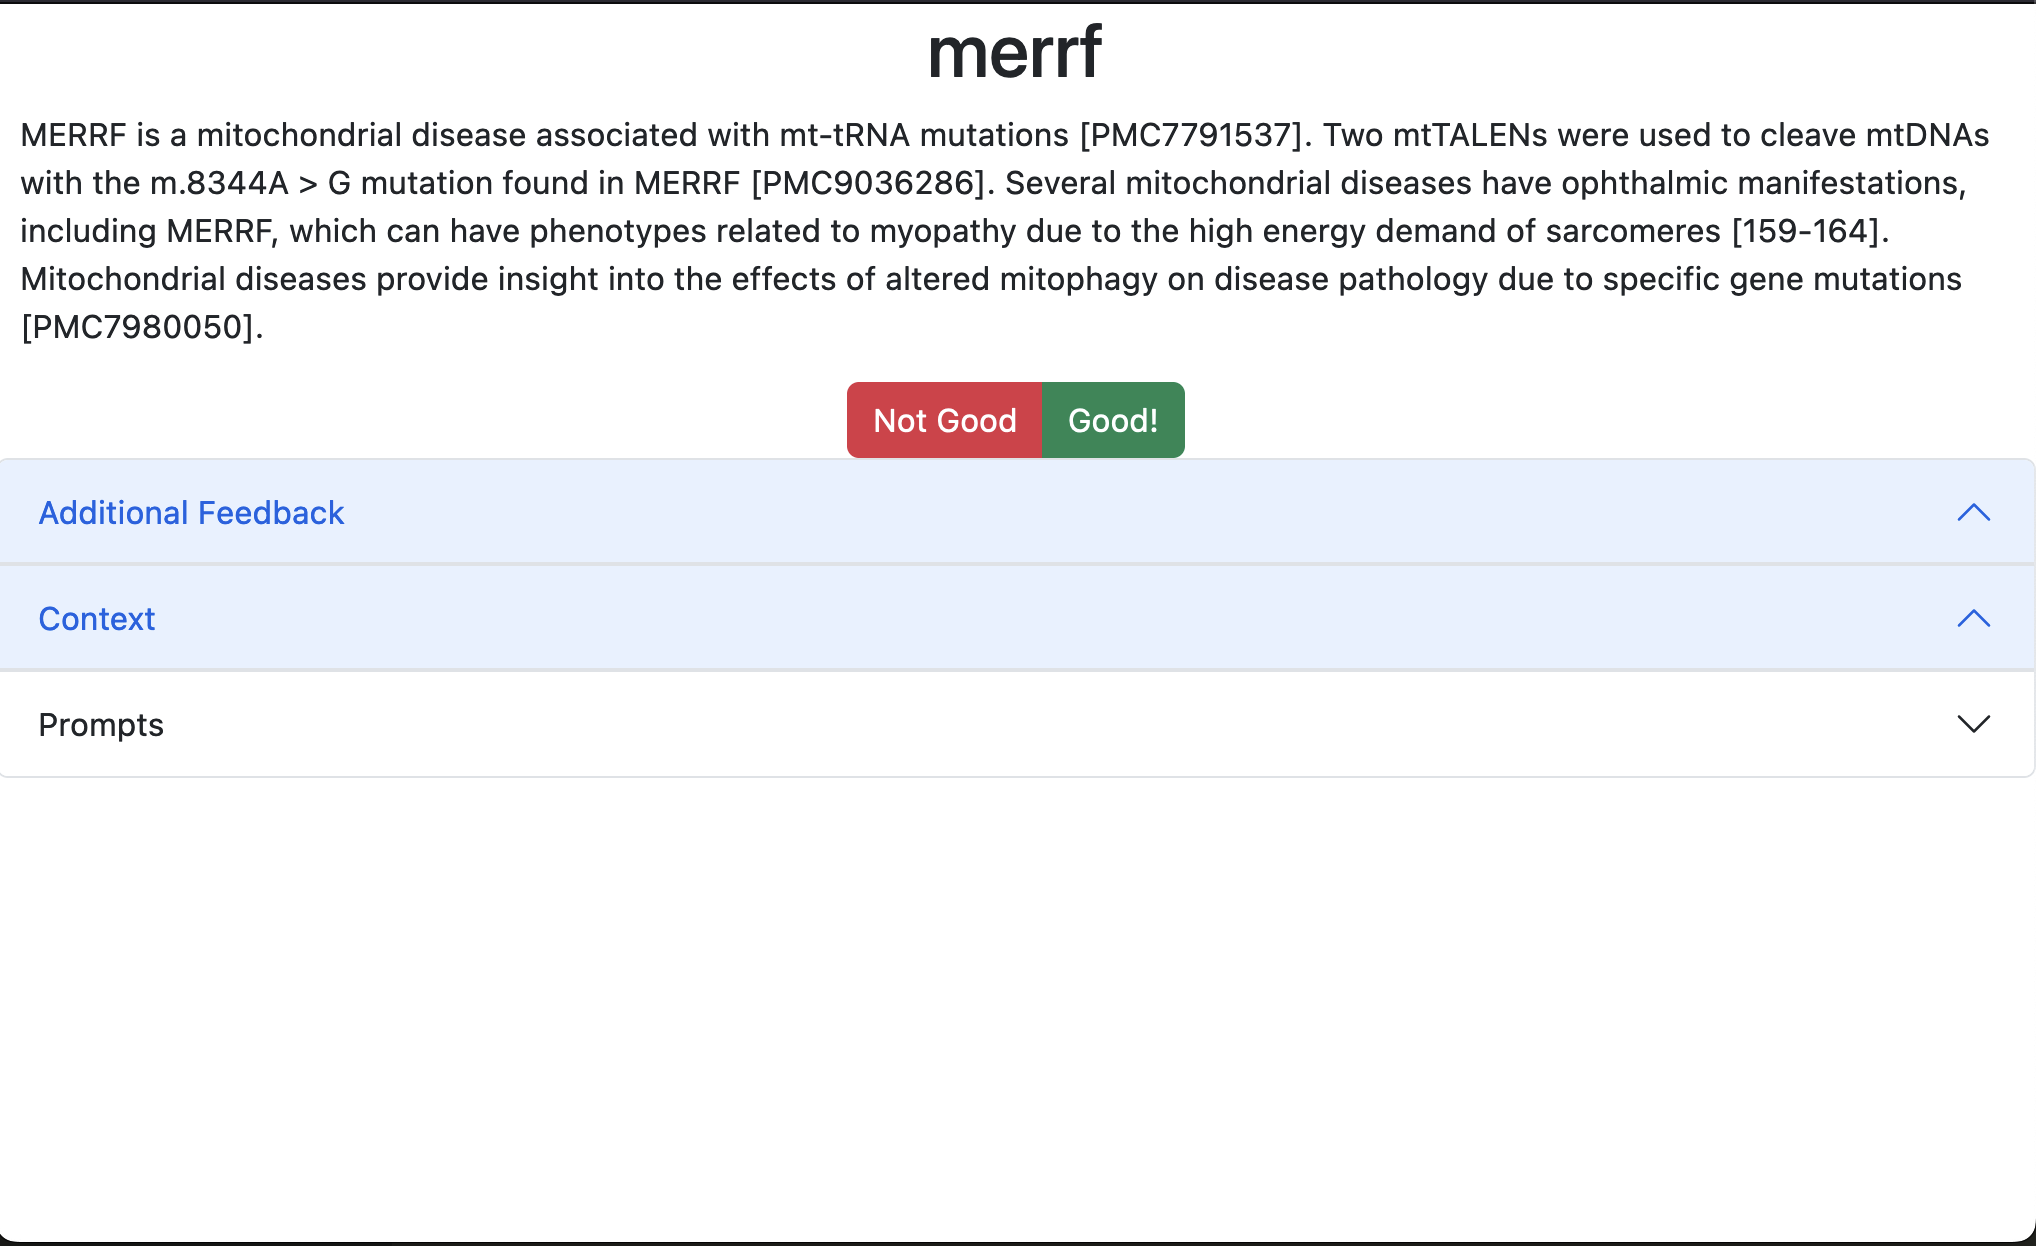 merrf
MERRF is a mitochondrial disease associated with mt-tRNA mutations [PMC7791537]. Two mtTALENs were used to cleave mtDNAs
with the m.8344A > G mutation found in MERRF [PMC9036286]. Several mitochondrial diseases have ophthalmic manifestations,
including MERRF, which can have phenotypes related to myopathy due to the high energy demand of sarcomeres [159-164].
Mitochondrial diseases provide insight into the effects of altered mitophagy on disease pathology due to specific gene mutations
[PMC7980050].
Not Good Good!
Additional Feedback
Context
Prompts